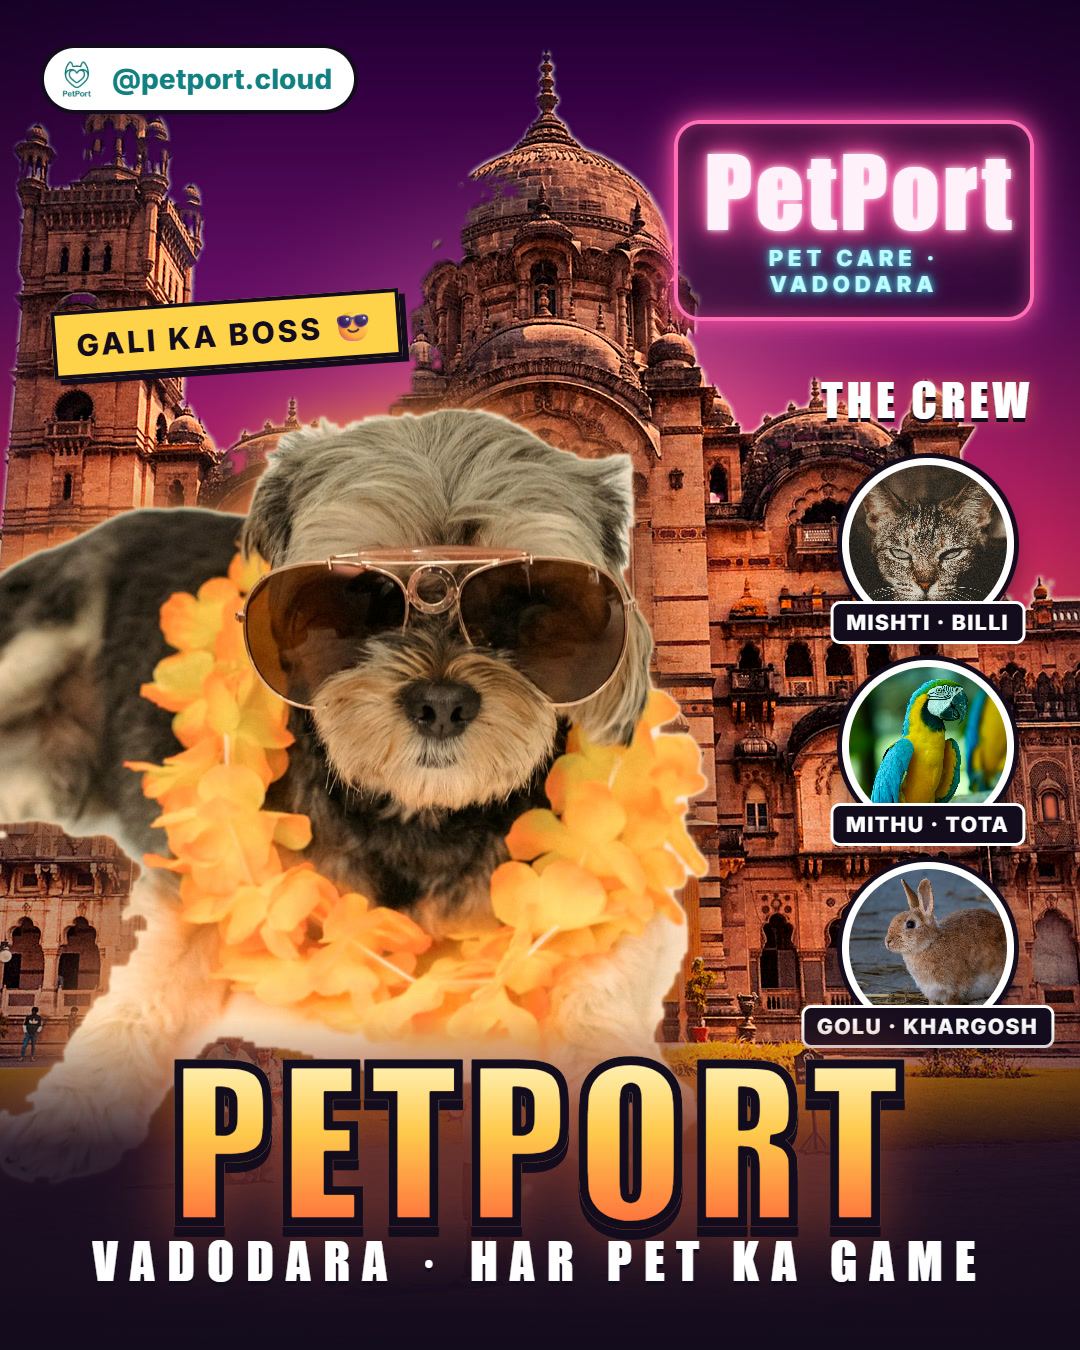 PetPort
@petport.cloud
PetPort
PET CARE ·
VADODARA
GALI KA BOSS 😎
THE CREW
MISHTI · BILLI
MITHU · TOTA
GOLU · KHARGOSH
PETPORT
VADODARA · HAR PET KA GAME